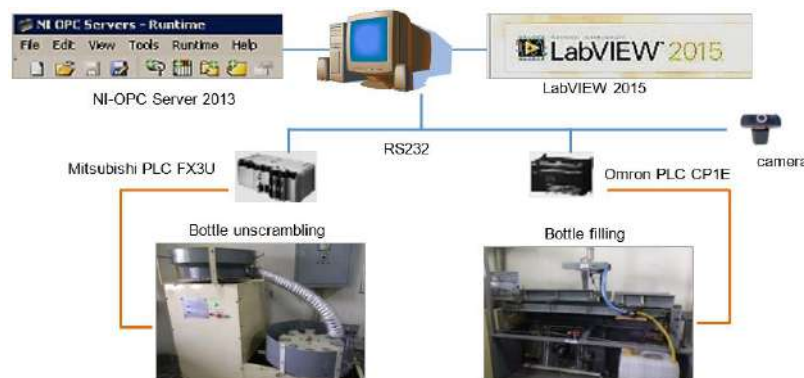 NI OPC Servers - Runtime
File Edit View Tools Runtime Help
LabVIEW™ 2015
NI-OPC Server 2013
LabVIEW 2015
RS232
camera
Mitsubishi PLC FX3U
Omron PLC CP1E
Bottle unscrambling
Bottle filling